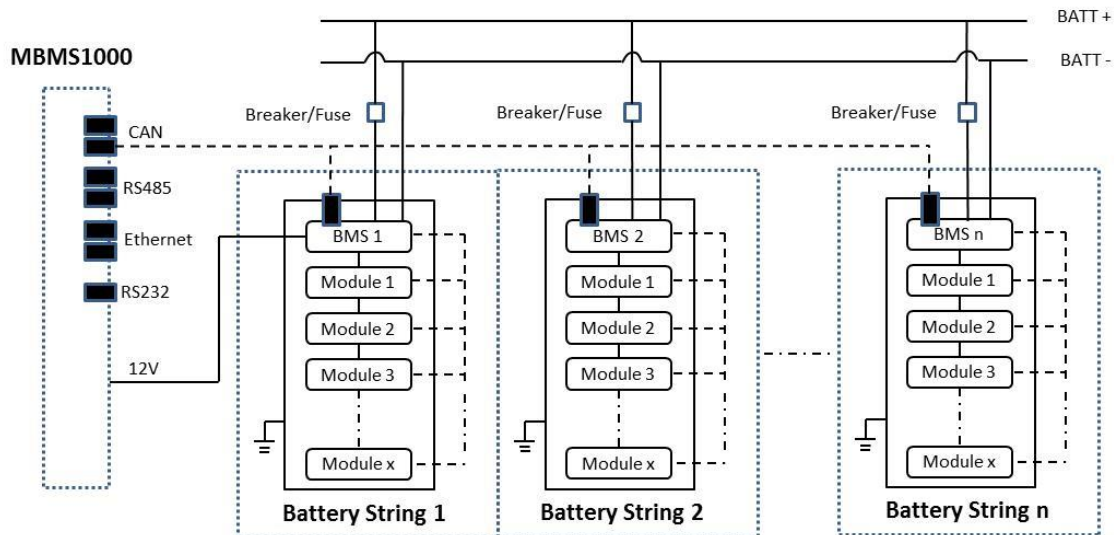 BATT +
MBMS1000
BATT -
Breaker/Fuse
Breaker/Fuse
Breaker/Fuse
CAN
RS485
Ethernet
RS232
12V
BMS 1
Module 1
Module 2
Module 3
Module x
Battery String 1
BMS 2
Module 1
Module 2
Module 3
Module x
Battery String 2
BMS n
Module 1
Module 2
Module 3
Module x
Battery String n